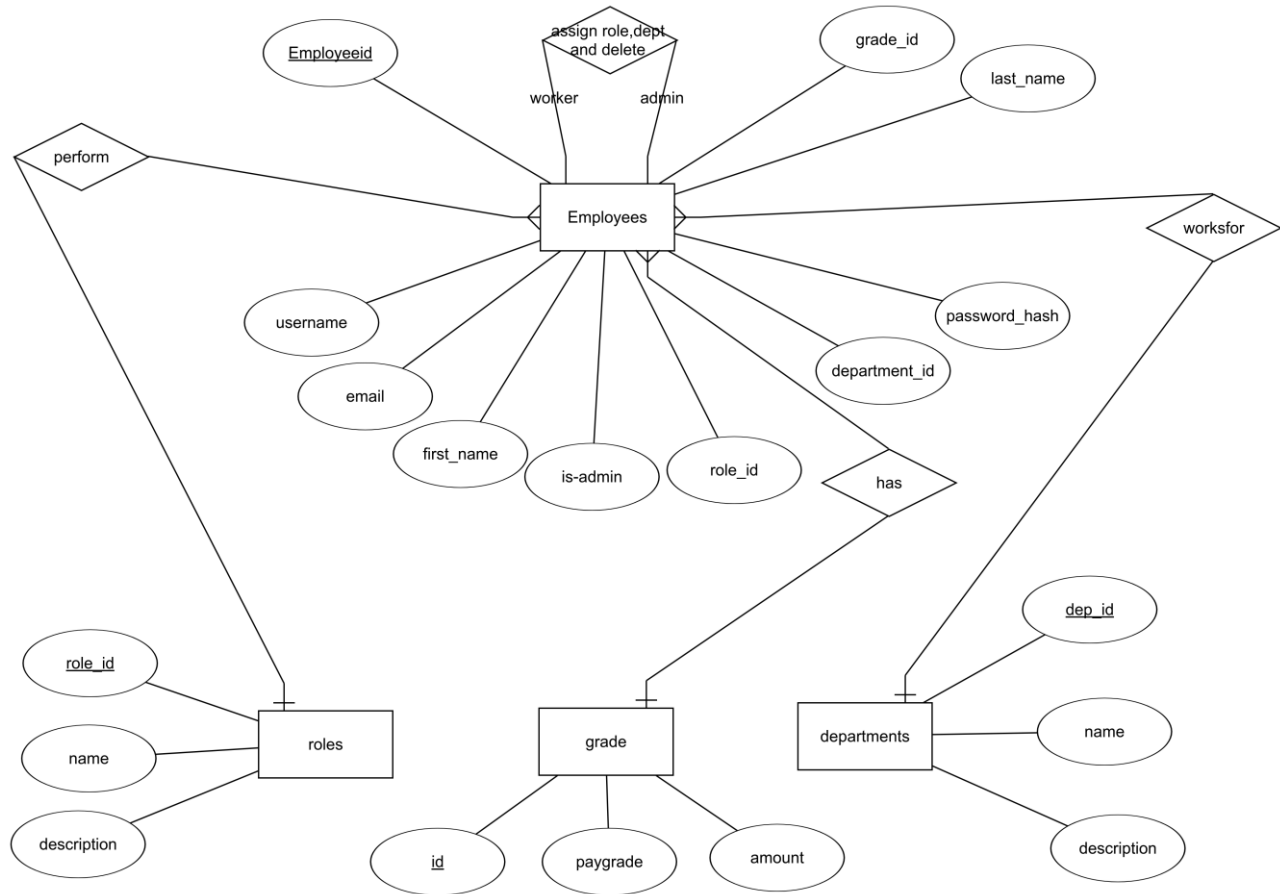 assign role,dept
and delete
Employeeid
grade_id
last_name
worker
admin
perform
Employees
worksfor
username
password_hash
department_id
email
first_name
is-admin
role_id
has
dep_id
role_id
name
roles
grade
departments
name
description
id
paygrade
amount
description